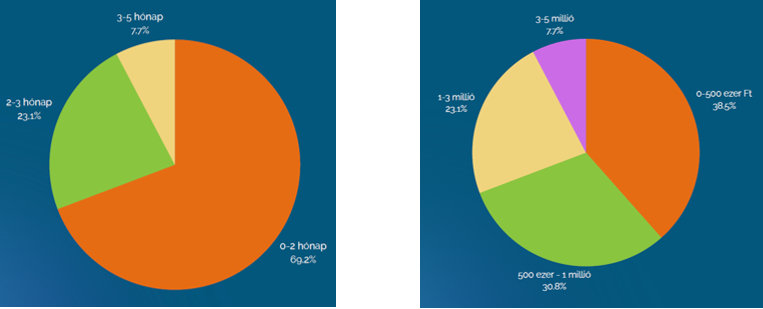 3-5 hónap
7.7%
2-3 hónap
23.1%
0-2 hónap
69.2%
3-5 millió
7.7%
1-3 millió
23.1%
0-500 ezer Ft
38.5%
500 ezer - 1 millió
30.8%